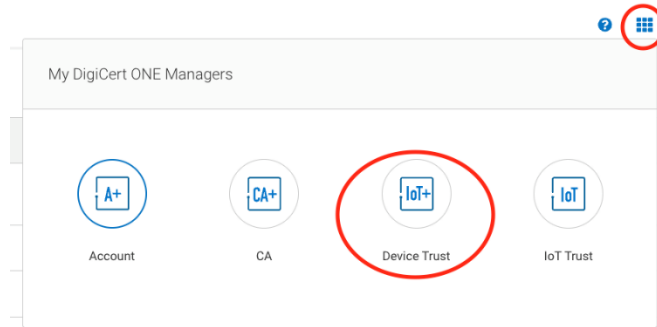 ?
My DigiCert ONE Managers
A+
CA+
IoT+
IoT
Account
CA
Device Trust
IoT Trust